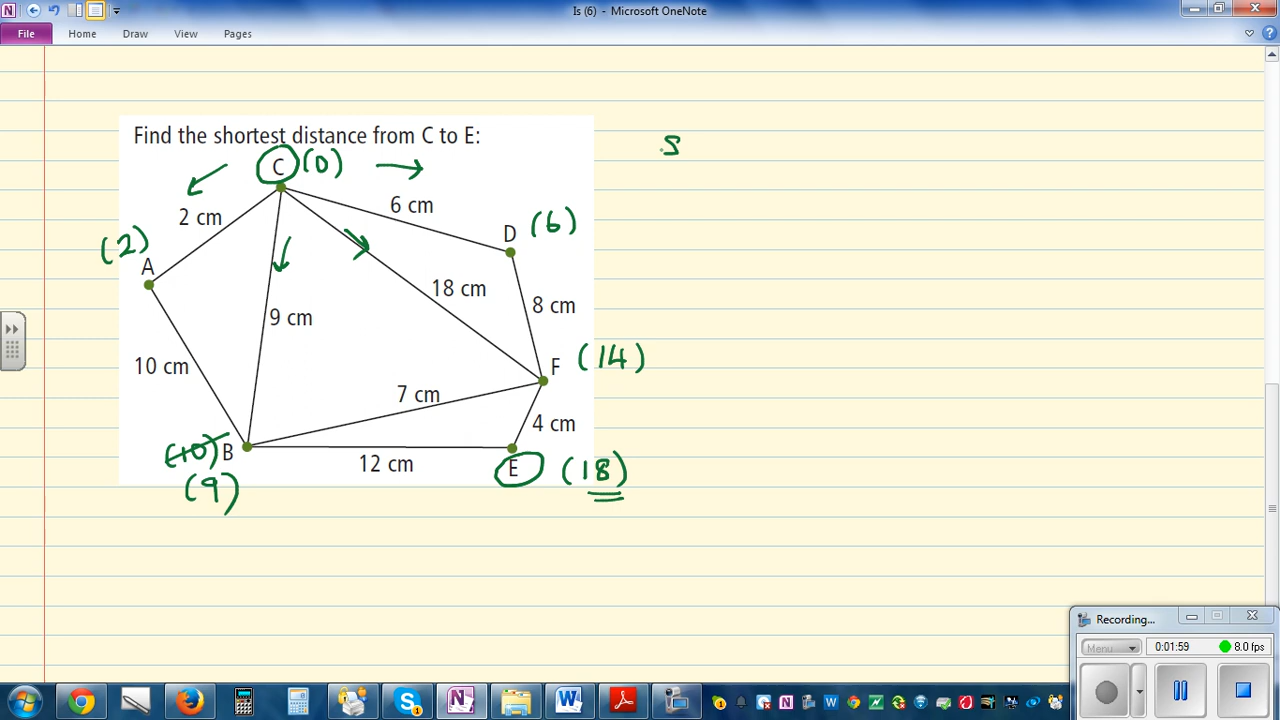 Is (6) - Microsoft OneNote
File Home Draw View Pages
Find the shortest distance from C to E:
C (0)
S
2 cm
6 cm
(2)
A
D (6)
9 cm
18 cm
8 cm
10 cm
7 cm
F (14)
4 cm
(10) B
(9)
12 cm
E (18)
Recording...
Menu
0:01:59
8.0 fps